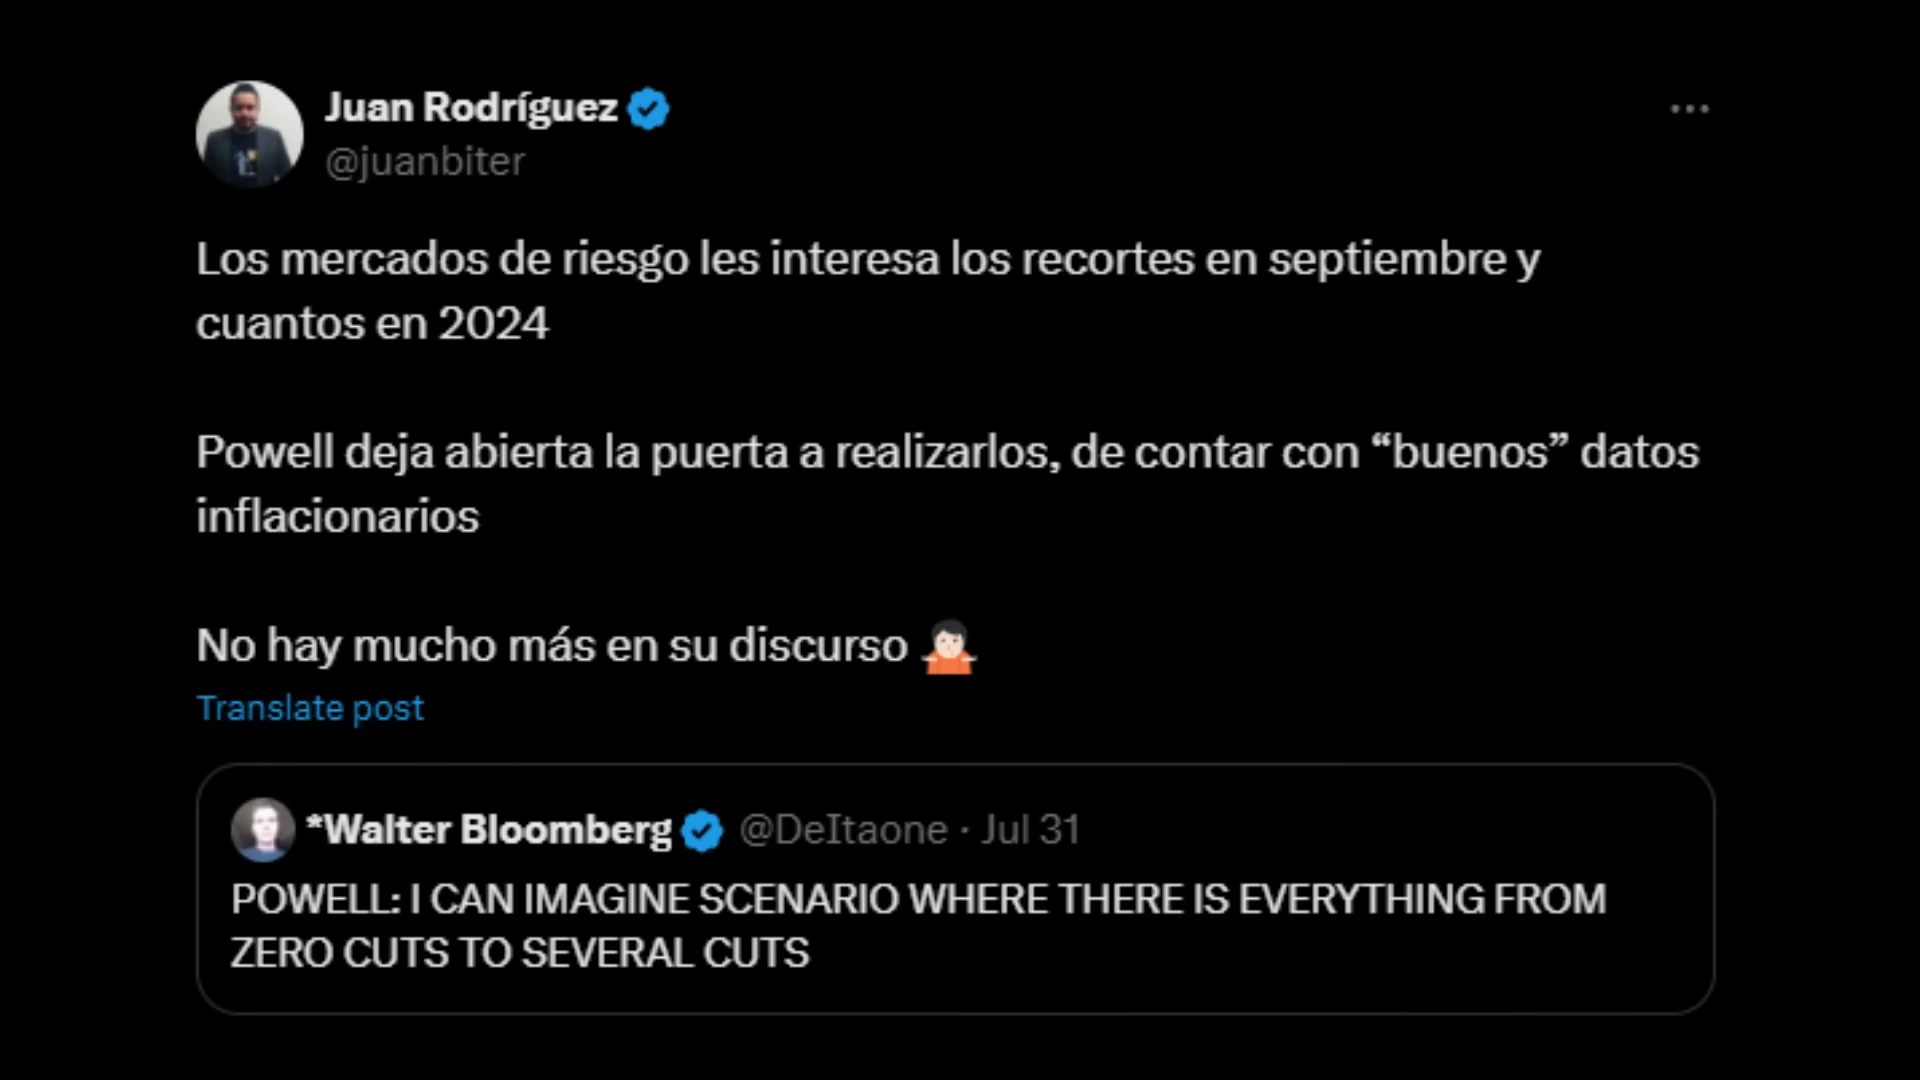 Juan Rodríguez
@juanbiter
Los mercados de riesgo les interesa los recortes en septiembre y
cuantos en 2024
Powell deja abierta la puerta a realizarlos, de contar con “buenos” datos
inflacionarios
No hay mucho más en su discurso 🤷🏻
Translate post
*Walter Bloomberg @DeItaone · Jul 31
POWELL: I CAN IMAGINE SCENARIO WHERE THERE IS EVERYTHING FROM
ZERO CUTS TO SEVERAL CUTS